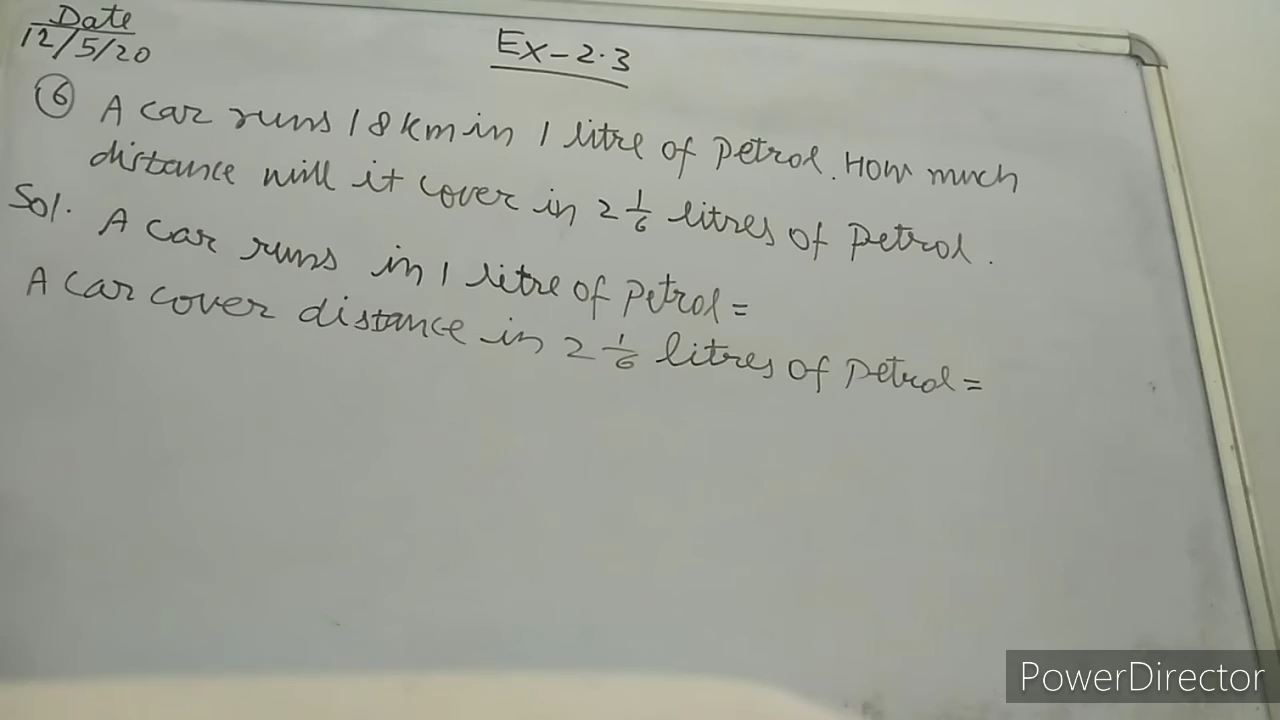 Date
12/5/20
Ex-2.3
⑥ A car runs 18 km in 1 litre of petrol. How much
distance will it cover in 2 1/6 litres of petrol.
Sol. A car runs in 1 litre of petrol =
A car cover distance in 2 1/6 litres of petrol =
PowerDirector